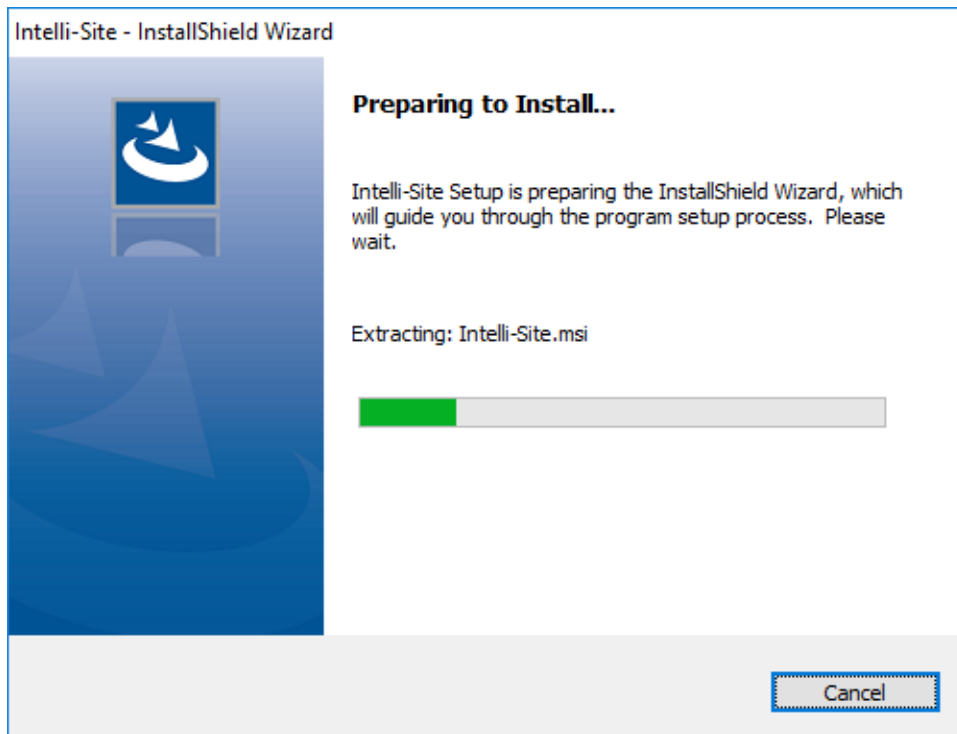 Intelli-Site - InstallShield Wizard
Preparing to Install...
Intelli-Site Setup is preparing the InstallShield Wizard, which
will guide you through the program setup process.  Please
wait.
Extracting: Intelli-Site.msi
Cancel